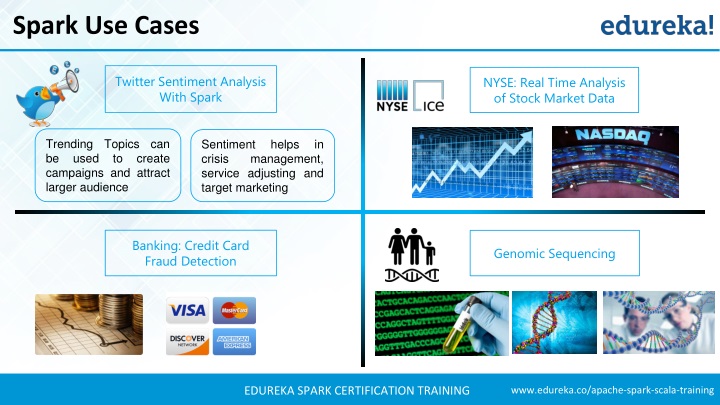 Spark Use Cases
edureka!
Twitter Sentiment Analysis
With Spark
Trending Topics can
be used to create
campaigns and attract
larger audience
Sentiment helps in
crisis management,
service adjusting and
target marketing
NYSE
ice
NYSE: Real Time Analysis
of Stock Market Data
NASDAQ
Banking: Credit Card
Fraud Detection
VISA
MasterCard
DISCOVER
NETWORK
AMERICAN
EXPRESS
Genomic Sequencing
EDUREKA SPARK CERTIFICATION TRAINING
www.edureka.co/apache-spark-scala-training